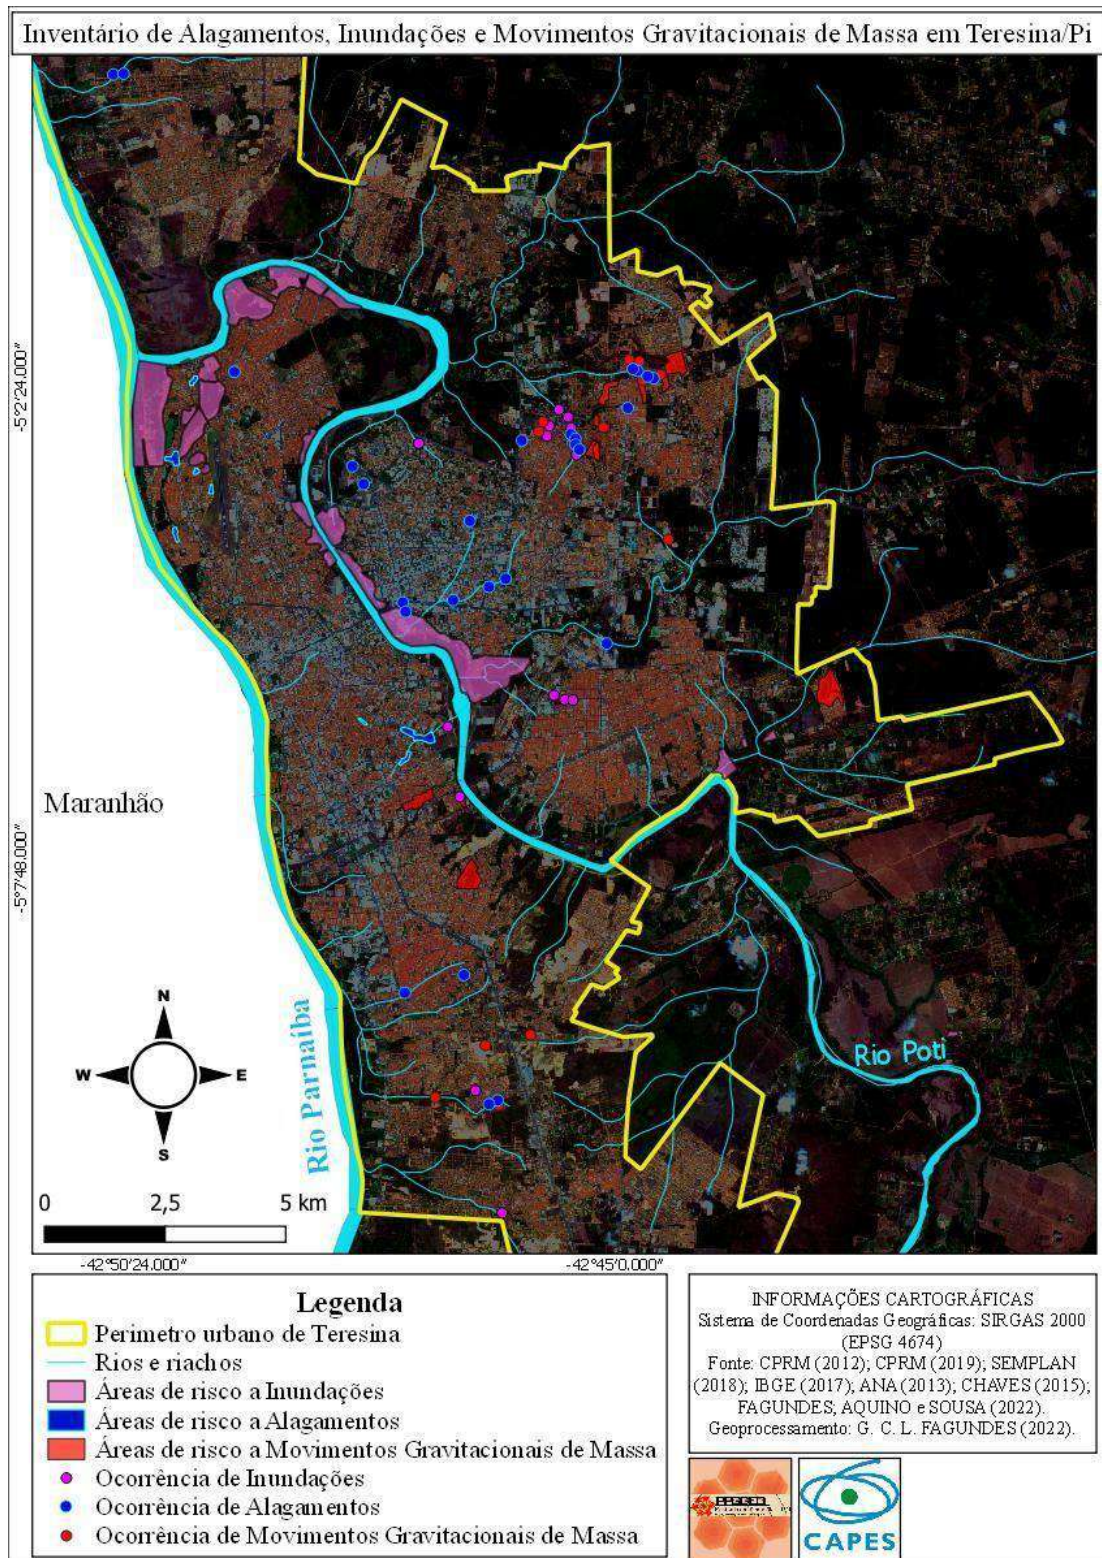 Inventário de Alagamentos, Inundações e Movimentos Gravitacionais de Massa em Teresina/Pi
-5°2'24.000"
Maranhão
-5°7'48.000"
N
W
E
S
Rio Parnaíba
Rio Poti
0 2,5 5 km
-42°50'24.000"
-42°45'0.000"
Legenda
Perimetro urbano de Teresina
Rios e riachos
Áreas de risco a Inundações
Áreas de risco a Alagamentos
Áreas de risco a Movimentos Gravitacionais de Massa
Ocorrência de Inundações
Ocorrência de Alagamentos
Ocorrência de Movimentos Gravitacionais de Massa
INFORMAÇÕES CARTOGRÁFICAS
Sistema de Coordenadas Geográficas: SIRGAS 2000
(EPSG 4674)
Fonte: CPRM (2012); CPRM (2019); SEMPLAN
(2018); IBGE (2017); ANA (2013); CHAVES (2015);
FAGUNDES; AQUINO e SOUSA (2022).
Geoprocessamento: G. C. L. FAGUNDES (2022).
CAPES